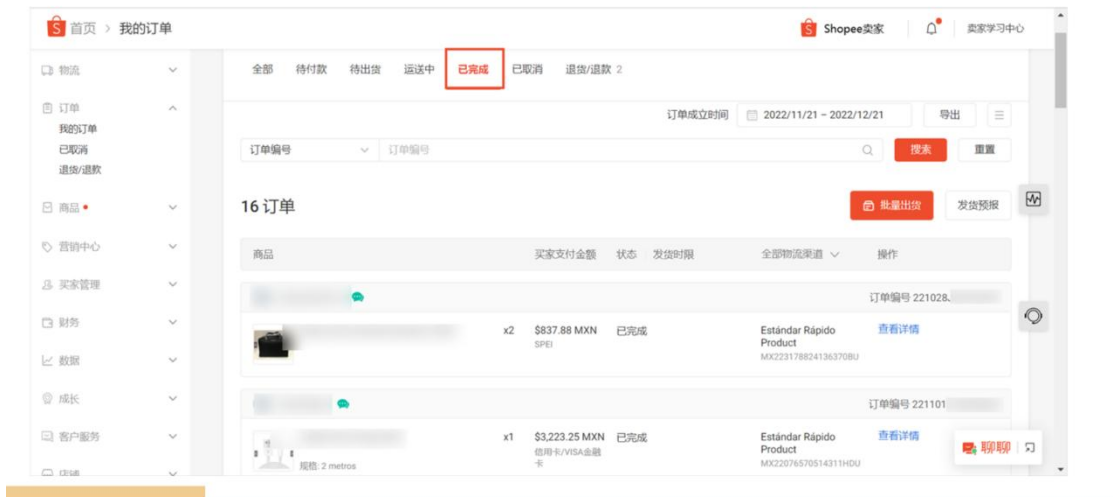 首页 > 我的订单
Shopee卖家
卖家学习中心
物流
订单
我的订单
已取消
退货/退款
商品
营销中心
买家管理
财务
数据
成长
客户服务
店铺
全部 待付款 待出货 运送中 已完成 已取消 退货/退款 2
订单成立时间 2022/11/21 – 2022/12/21 导出
订单编号 订单编号 搜索 重置
16 订单 批量出货 发货预报
商品 买家支付金额 状态 发货时限 全部物流渠道 操作
订单编号 221028
x2 $837.88 MXN 已完成 Estándar Rápido 查看详情
SPEI Product
MX223178824136370BU
订单编号 221101
x1 $3,223.25 MXN 已完成 Estándar Rápido 查看详情
信用卡/VISA金融 Product
卡 MX22076570514311HDU
规格: 2 metros
聊聊